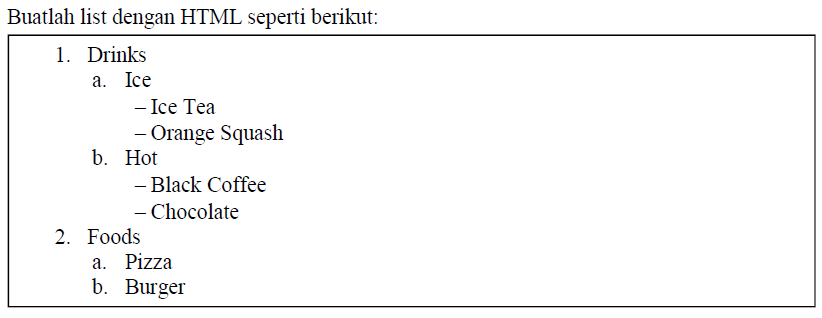 Buatlah list dengan HTML seperti berikut:
1. Drinks
a. Ice
– Ice Tea
– Orange Squash
b. Hot
– Black Coffee
– Chocolate
2. Foods
a. Pizza
b. Burger